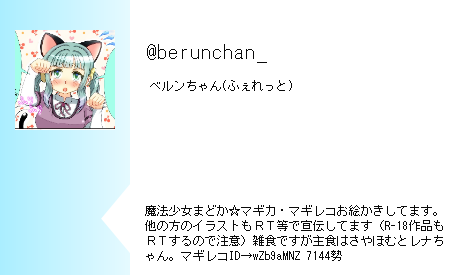 @berunchan_
ベルンちゃん(ふぇれっと)
魔法少女まどか☆マギカ・マギレコお絵かきしてます。
他の方のイラストもＲＴ等で宣伝してます（R-18作品も
ＲＴするので注意）雑食ですが主食はさやほむとレナち
ゃん。マギレコID→wZb9aMNZ 7144勢